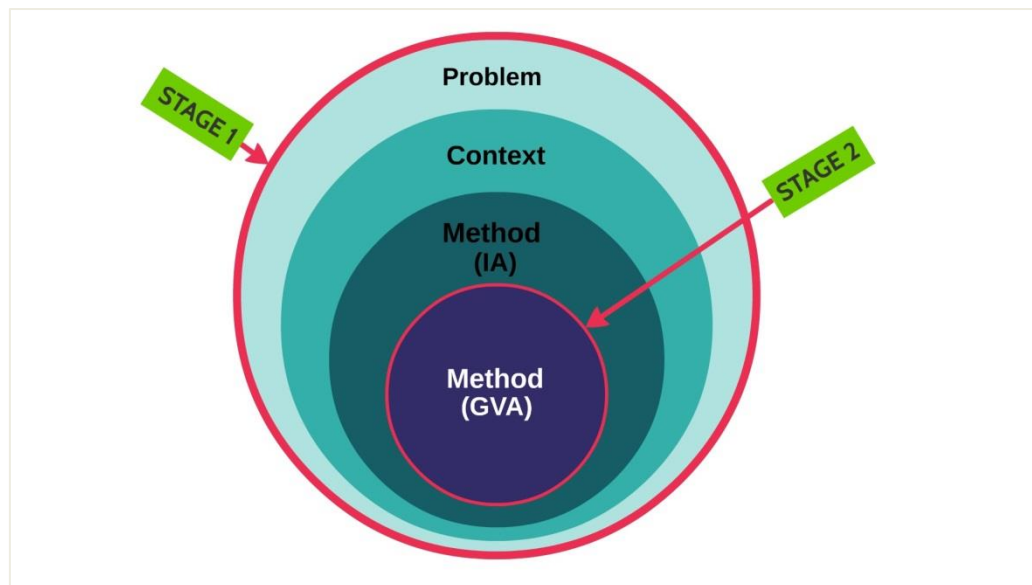 Problem
STAGE 1
Context
STAGE 2
Method
(IA)
Method
(GVA)